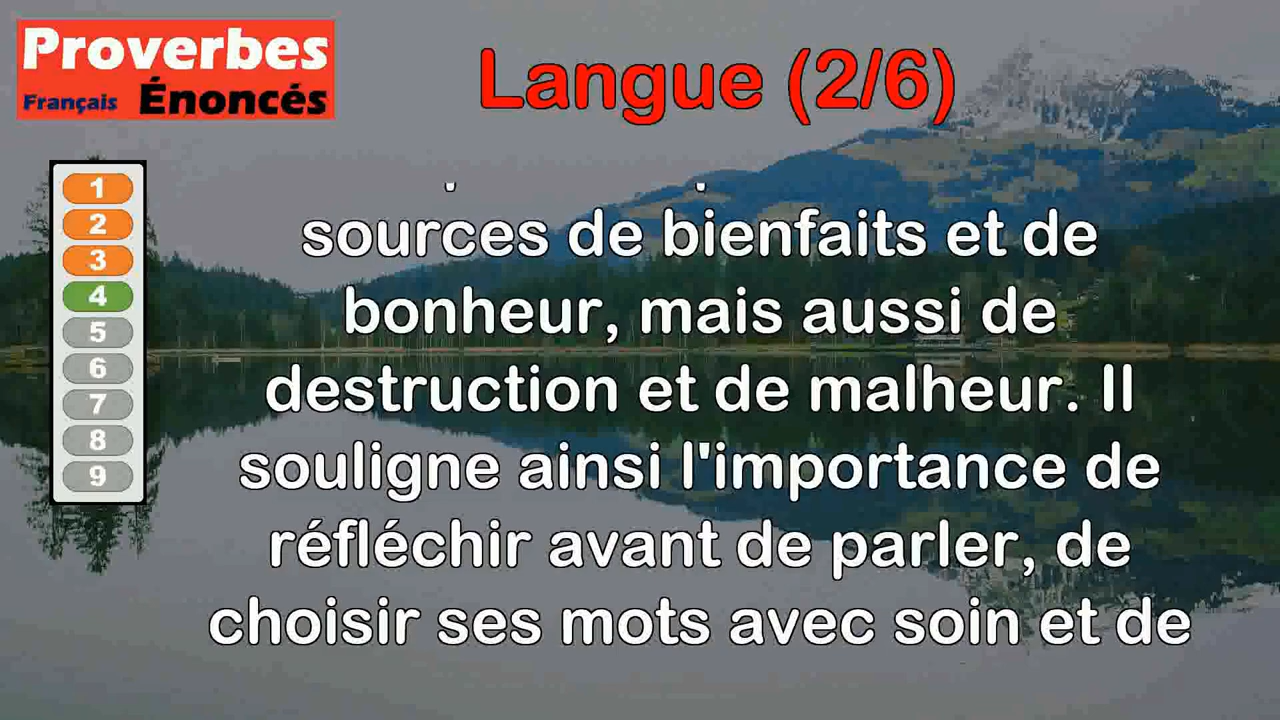 Proverbes
Français Énoncés
Langue (2/6)
1
2
3
4
5
6
7
8
9
sources de bienfaits et de
bonheur, mais aussi de
destruction et de malheur. Il
souligne ainsi l'importance de
réfléchir avant de parler, de
choisir ses mots avec soin et de